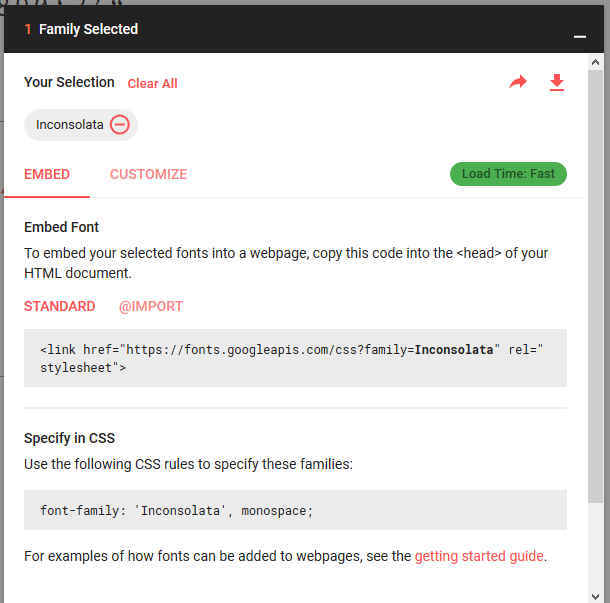 1 Family Selected
Your Selection Clear All
Inconsolata
EMBED CUSTOMIZE Load Time: Fast
Embed Font
To embed your selected fonts into a webpage, copy this code into the <head> of your
HTML document.
STANDARD @IMPORT
<link href="https://fonts.googleapis.com/css?family=Inconsolata" rel="
stylesheet">
Specify in CSS
Use the following CSS rules to specify these families:
font-family: 'Inconsolata', monospace;
For examples of how fonts can be added to webpages, see the getting started guide.